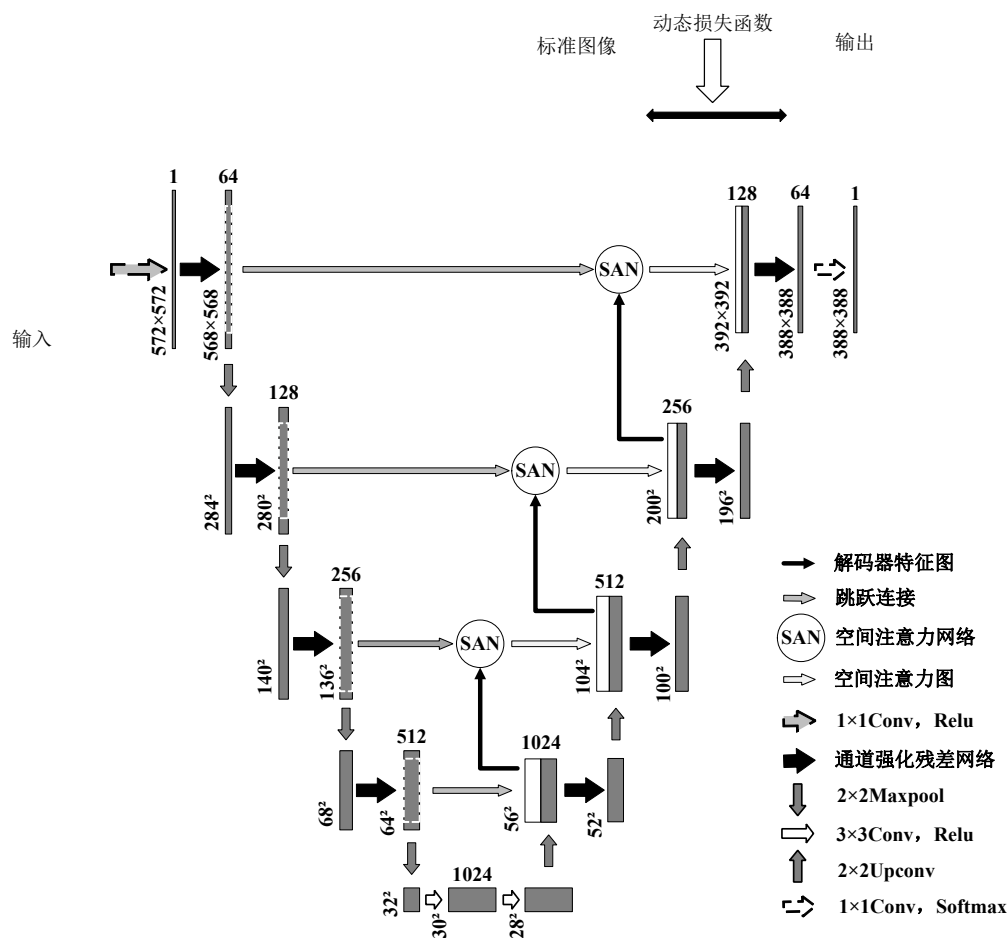 动态损失函数
标准图像
输出
1
64
128
64
1
SAN
572×572
568×568
392×392
388×388
388×388
输入
128
256
SAN
284²
280²
200²
196²
256
512
SAN
140²
136²
104²
100²
512
1024
68²
64²
56²
52²
1024
32²
30²
28²
解码器特征图
跳跃连接
SAN
空间注意力网络
空间注意力图
1×1Conv，Relu
通道强化残差网络
2×2Maxpool
3×3Conv，Relu
2×2Upconv
1×1Conv，Softmax